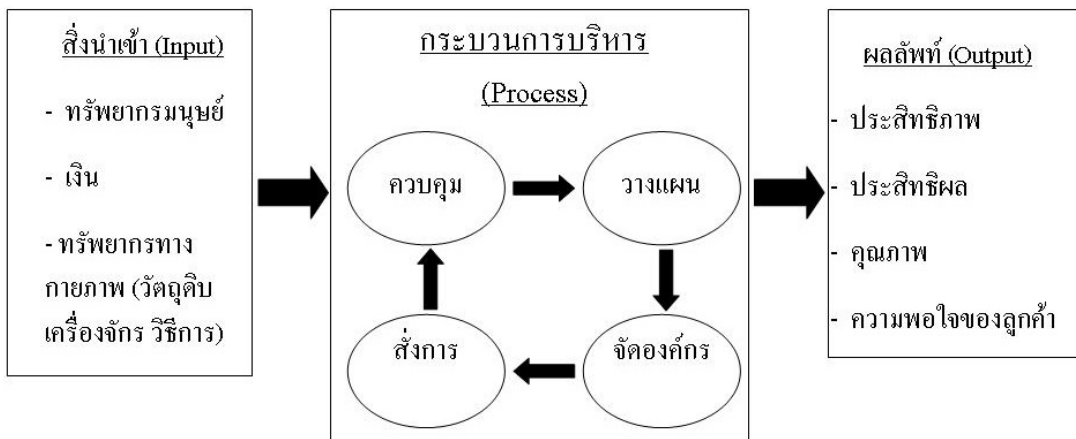 สิ่งนำเข้า (Input)
- ทรัพยากรมนุษย์
- เงิน
- ทรัพยากรทาง
กายภาพ (วัตถุดิบ
เครื่องจักร วิธีการ)
กระบวนการบริหาร
(Process)
ควบคุม
วางแผน
สั่งการ
จัดองค์กร
ผลลัพท์ (Output)
- ประสิทธิภาพ
- ประสิทธิผล
- คุณภาพ
- ความพอใจของลูกค้า